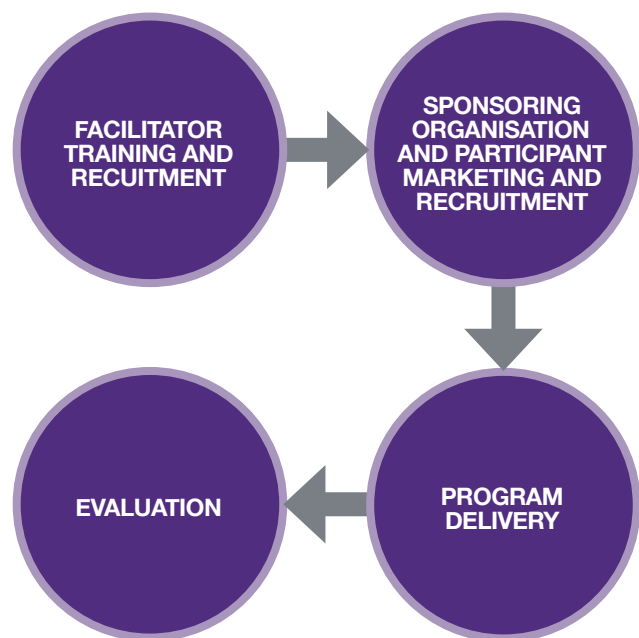 FACILITATOR
TRAINING AND
RECUITMENT
SPONSORING
ORGANISATION
AND PARTICIPANT
MARKETING AND
RECRUITMENT
EVALUATION
PROGRAM
DELIVERY